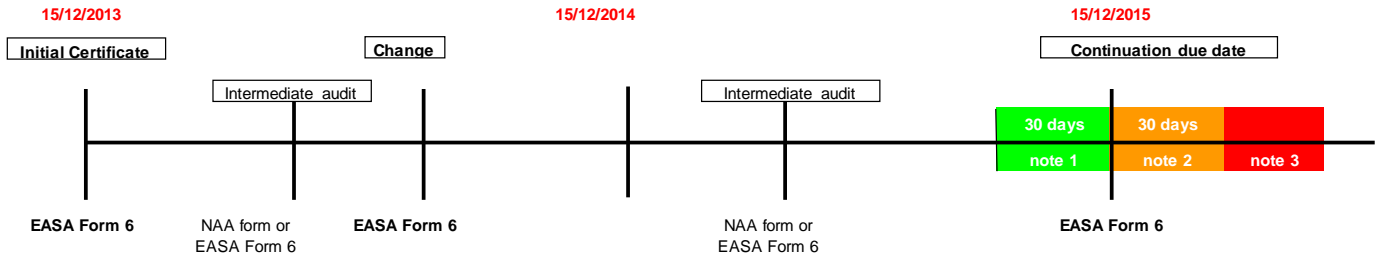 15/12/2013 15/12/2014 15/12/2015
Initial Certificate Change Continuation due date
Intermediate audit Intermediate audit
30 days 30 days
note 1 note 2 note 3
EASA Form 6 NAA form or EASA Form 6 NAA form or EASA Form 6
EASA Form 6 EASA Form 6